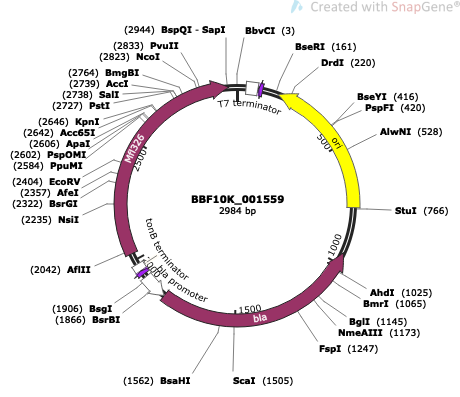 Created with SnapGene®
(2944) BspQI - SapI
BbvCI (3)
(2833) PvuII
(2823) NcoI
BseRI (161)
DrdI (220)
(2764) BmgBI
(2739) AccI
(2738) SalI
(2727) PstI
T7 terminator
BseYI (416)
PspFI (420)
(2646) KpnI
(2642) Acc65I
(2606) ApaI
(2602) PspOMI
(2584) PpuMI
AlwNI (528)
ori
500
Mfl326
2500
(2404) EcoRV
(2357) AfeI
(2322) BsrGI
(2235) NsiI
BBF10K_001559
2984 bp
StuI (766)
tonB terminator
1000
(2042) AflII
bla promoter
AhdI (1025)
BmrI (1065)
(1906) BsgI
(1866) BsrBI
1500
bla
BglI (1145)
NmeAIII (1173)
FspI (1247)
(1562) BsaHI
ScaI (1505)